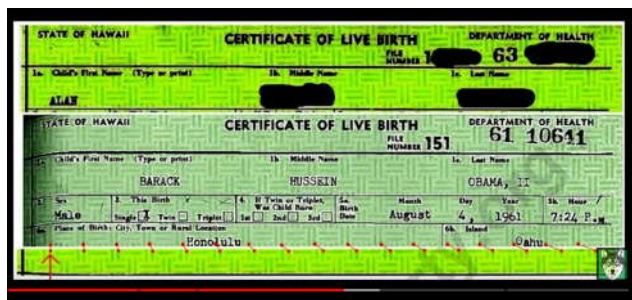 STATE OF HAWAII CERTIFICATE OF LIVE BIRTH DEPARTMENT OF HEALTH
FILE NUMBER 1 63
1a. Child's First Name (Type or print) 1b. Middle Name 1c. Last Name
ALAN
STATE OF HAWAII CERTIFICATE OF LIVE BIRTH DEPARTMENT OF HEALTH
FILE NUMBER 151 61 10641
1a. Child's First Name (Type or print) 1b. Middle Name 1c. Last Name
BARACK HUSSEIN OBAMA, II
2. Sex 3. This Birth 4. If Twin or Triplet, Was Child Born 5a. Birth Date Month Day Year 5b. Hour
Male Single X Twin Triplet 1st 2nd 3rd August 4, 1961 7:24 P.M
6a. Place of Birth: City, Town or Rural Location 6b. Island
Honolulu Oahu